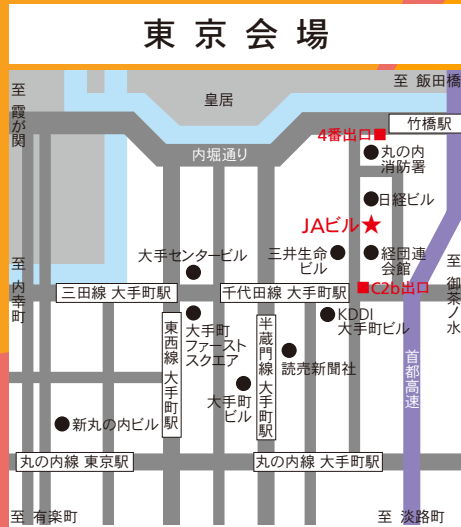 東京会場
至 飯田橋
至 霞が関
皇居
竹橋駅
4番出口
内堀通り
丸の内
消防署
日経ビル
JAビル
大手センタービル
三井生命
ビル
経団連
会館
至 内幸町
至 御茶ノ水
三田線 大手町駅
千代田線 大手町駅
C2b出口
東西線 大手町駅
大手町
ファースト
スクエア
半蔵門線 大手町駅
KDDI
大手町ビル
首都高速
読売新聞社
大手町
ビル
新丸の内ビル
丸の内線 東京駅
丸の内線 大手町駅
至 有楽町
至 淡路町